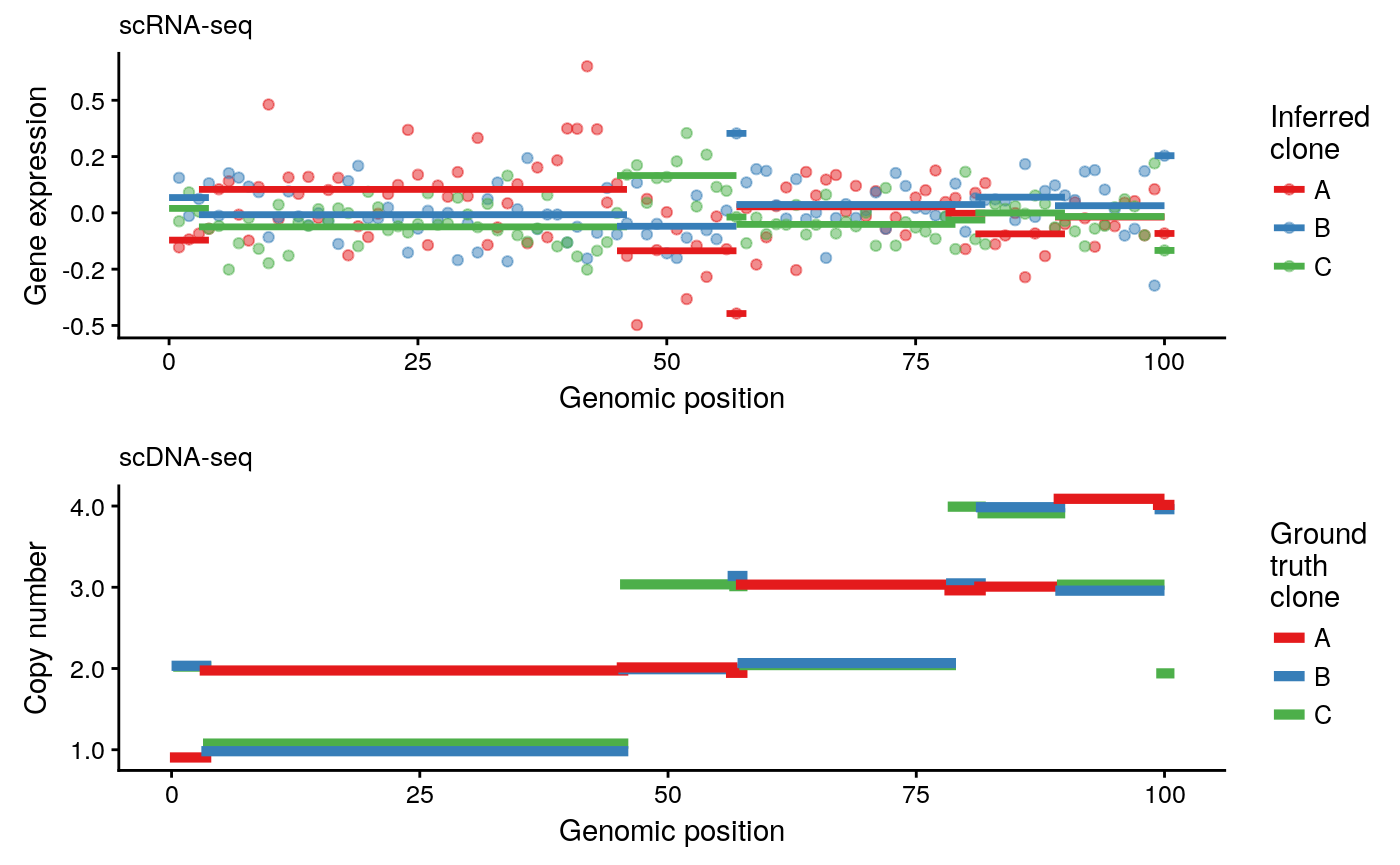 scRNA-seq
Gene expression
0.5
0.2
0.0
-0.2
-0.5
0
25
50
75
100
Genomic position
Inferred
clone
A
B
C
scDNA-seq
Copy number
4.0
3.0
2.0
1.0
0
25
50
75
100
Genomic position
Ground
truth
clone
A
B
C